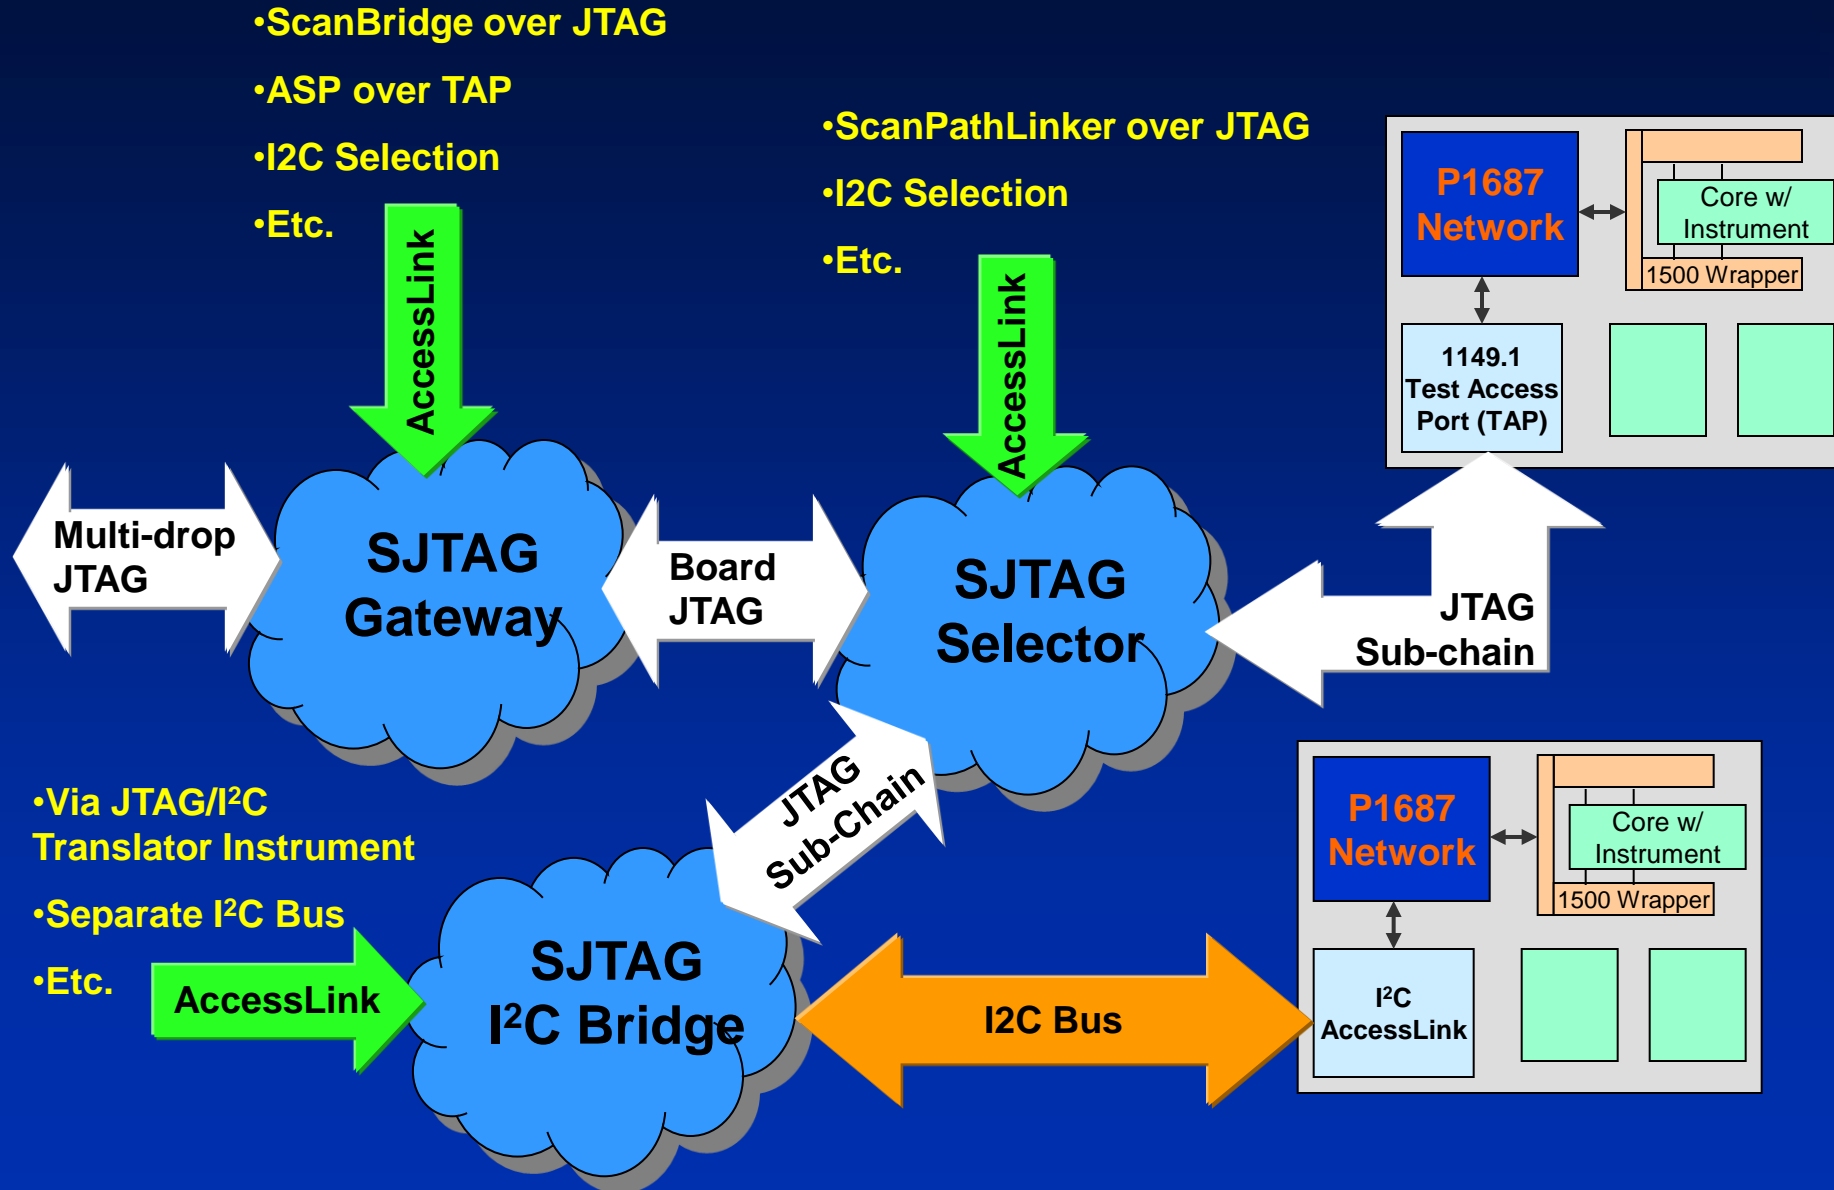 •ScanBridge over JTAG
•ASP over TAP
•I2C Selection
•Etc.
AccessLink
•ScanPathLinker over JTAG
•I2C Selection
•Etc.
AccessLink
P1687
Network
Core w/
Instrument
1500 Wrapper
1149.1
Test Access
Port (TAP)
Multi-drop
JTAG
SJTAG
Gateway
Board
JTAG
SJTAG
Selector
JTAG
Sub-chain
JTAG
Sub-Chain
•Via JTAG/I²C
Translator Instrument
•Separate I²C Bus
•Etc.
AccessLink
SJTAG
I²C Bridge
I2C Bus
P1687
Network
Core w/
Instrument
1500 Wrapper
I²C
AccessLink